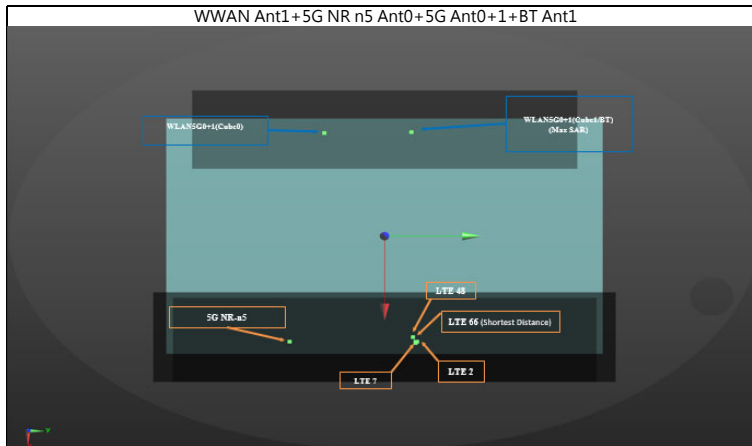 WWAN Ant1+5G NR n5 Ant0+5G Ant0+1+BT Ant1
WLAN5G0+1(Cube0)
WLAN5G0+1(Cube1/BT)
(Max SAR)
LTE 48
5G NR-n5
LTE 66 (Shortest Distance)
LTE 7
LTE 2
y